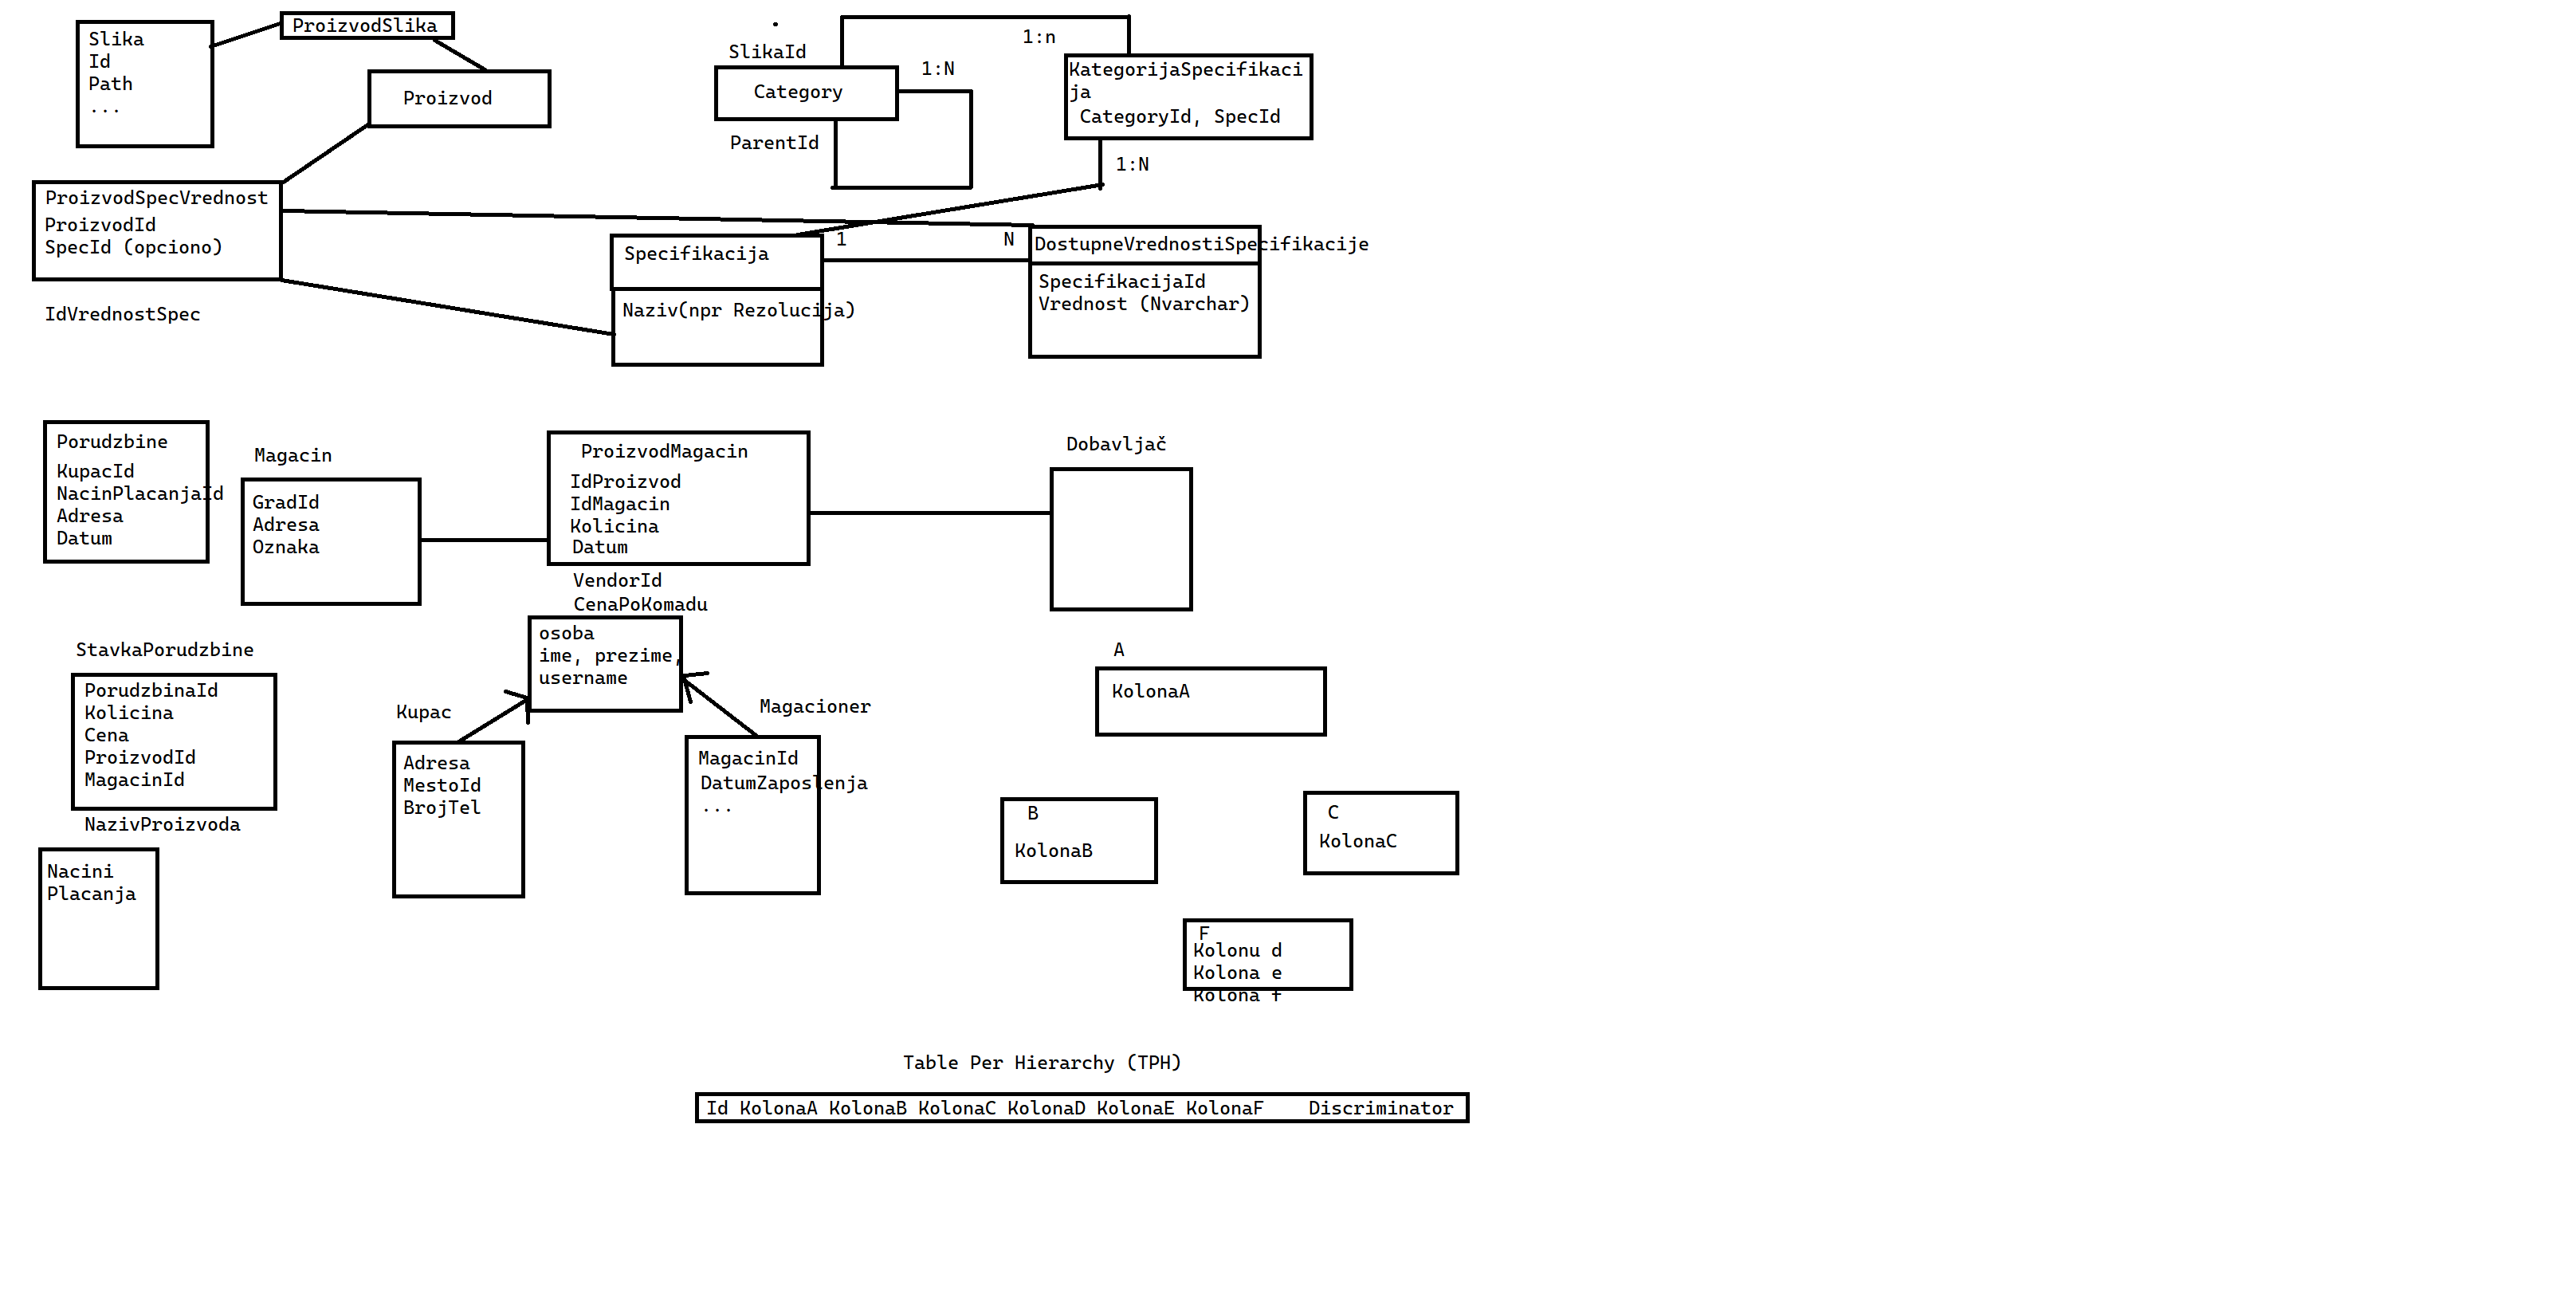 ProizvodSlika
Slika
Id
Path
...
Proizvod
SlikaId
Category
ParentId
1:N
1:n
KategorijaSpecifikaci
ja
CategoryId, SpecId
1:N
ProizvodSpecVrednost
ProizvodId
SpecId (opciono)
IdVrednostSpec
Specifikacija
Naziv(npr Rezolucija)
1
N
DostupneVrednostiSpecifikacije
SpecifikacijaId
Vrednost (Nvarchar)
Porudzbine
KupacId
NacinPlacanjaId
Adresa
Datum
Magacin
GradId
Adresa
Oznaka
ProizvodMagacin
IdProizvod
IdMagacin
Kolicina
Datum
VendorId
CenaPoKomadu
Dobavljač
StavkaPorudzbine
PorudzbinaId
Kolicina
Cena
ProizvodId
MagacinId
NazivProizvoda
osoba
ime, prezime,
username
Kupac
Adresa
MestoId
BrojTel
Magacioner
MagacinId
DatumZaposlenja
...
A
KolonaA
B
KolonaB
C
KolonaC
Nacini
Placanja
F
Kolonu d
Kolona e
Kolona f
Table Per Hierarchy (TPH)
Id KolonaA KolonaB KolonaC KolonaD KolonaE KolonaF Discriminator